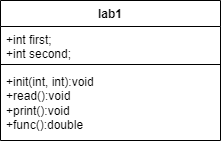 lab1
+int first;
+int second;
+init(int, int):void
+read():void
+print():void
+func():double